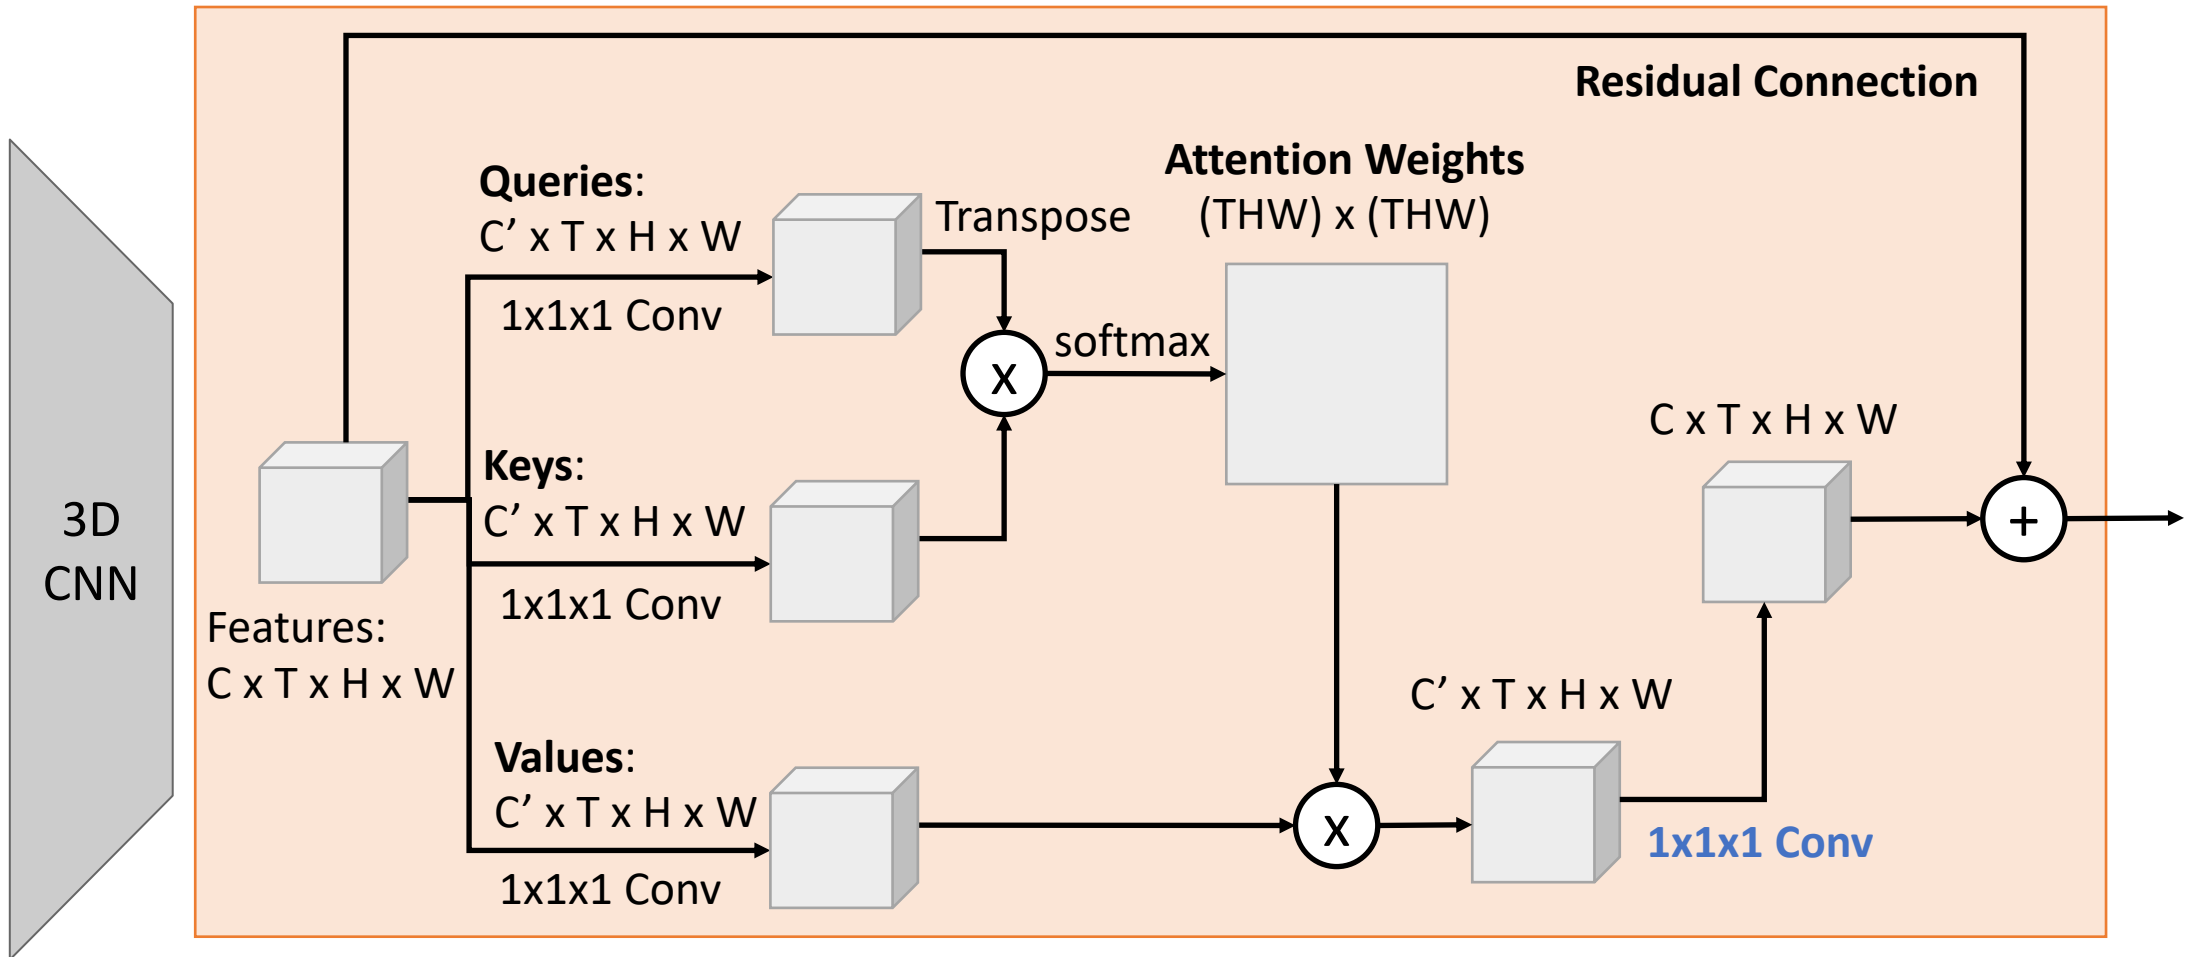 3D
CNN
Features:
C x T x H x W
Queries:
C’ x T x H x W
1x1x1 Conv
Keys:
C’ x T x H x W
1x1x1 Conv
Values:
C’ x T x H x W
1x1x1 Conv
Transpose
x
softmax
Attention Weights
(THW) x (THW)
x
C’ x T x H x W
1x1x1 Conv
C x T x H x W
Residual Connection
+